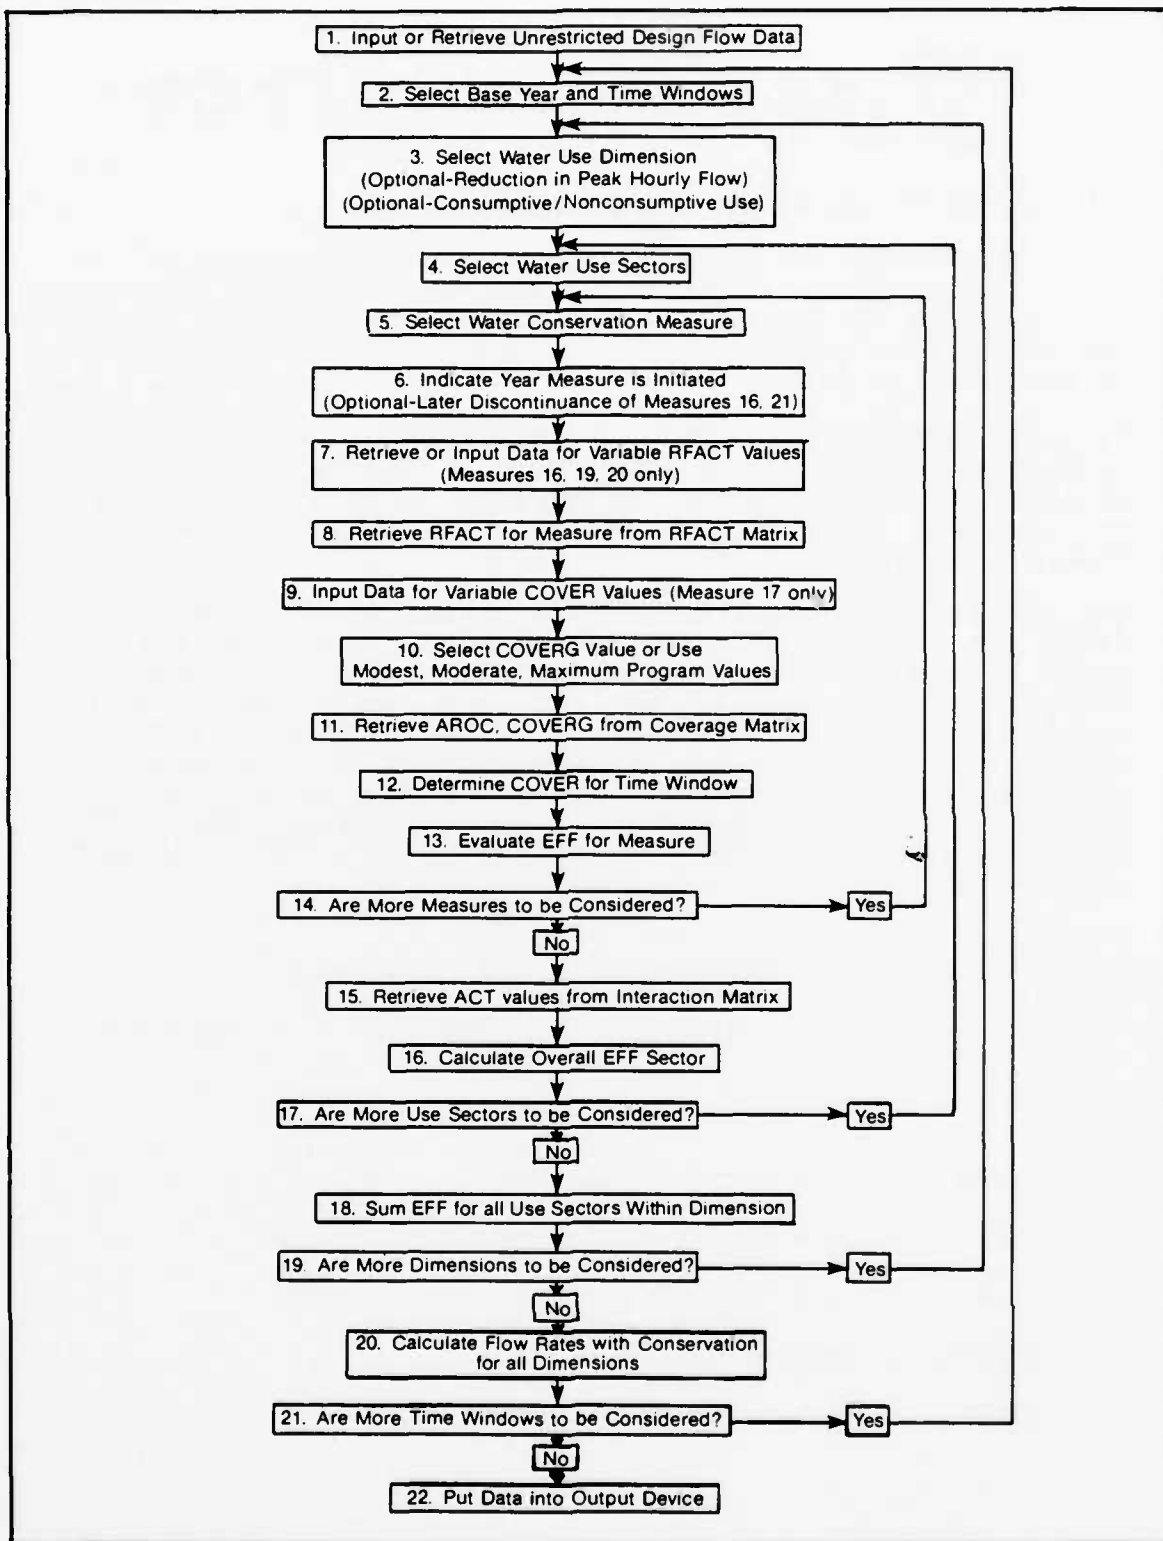 1. Input or Retrieve Unrestricted Design Flow Data
2. Select Base Year and Time Windows
3. Select Water Use Dimension
(Optional-Reduction in Peak Hourly Flow)
(Optional-Consumptive/Nonconsumptive Use)
4. Select Water Use Sectors
5. Select Water Conservation Measure
6. Indicate Year Measure is Initiated
(Optional-Later Discontinuance of Measures 16, 21)
7. Retrieve or Input Data for Variable RFACT Values
(Measures 16, 19, 20 only)
8. Retrieve RFACT for Measure from RFACT Matrix
9. Input Data for Variable COVER Values (Measure 17 only)
10. Select COVERG Value or Use
Modest, Moderate, Maximum Program Values
11. Retrieve AROC, COVERG from Coverage Matrix
12. Determine COVER for Time Window
13. Evaluate EFF for Measure
14. Are More Measures to be Considered?
Yes
No
15. Retrieve ACT values from Interaction Matrix
16. Calculate Overall EFF Sector
17. Are More Use Sectors to be Considered?
Yes
No
18. Sum EFF for all Use Sectors Within Dimension
19. Are More Dimensions to be Considered?
Yes
No
20. Calculate Flow Rates with Conservation
for all Dimensions
21. Are More Time Windows to be Considered?
Yes
No
22. Put Data into Output Device